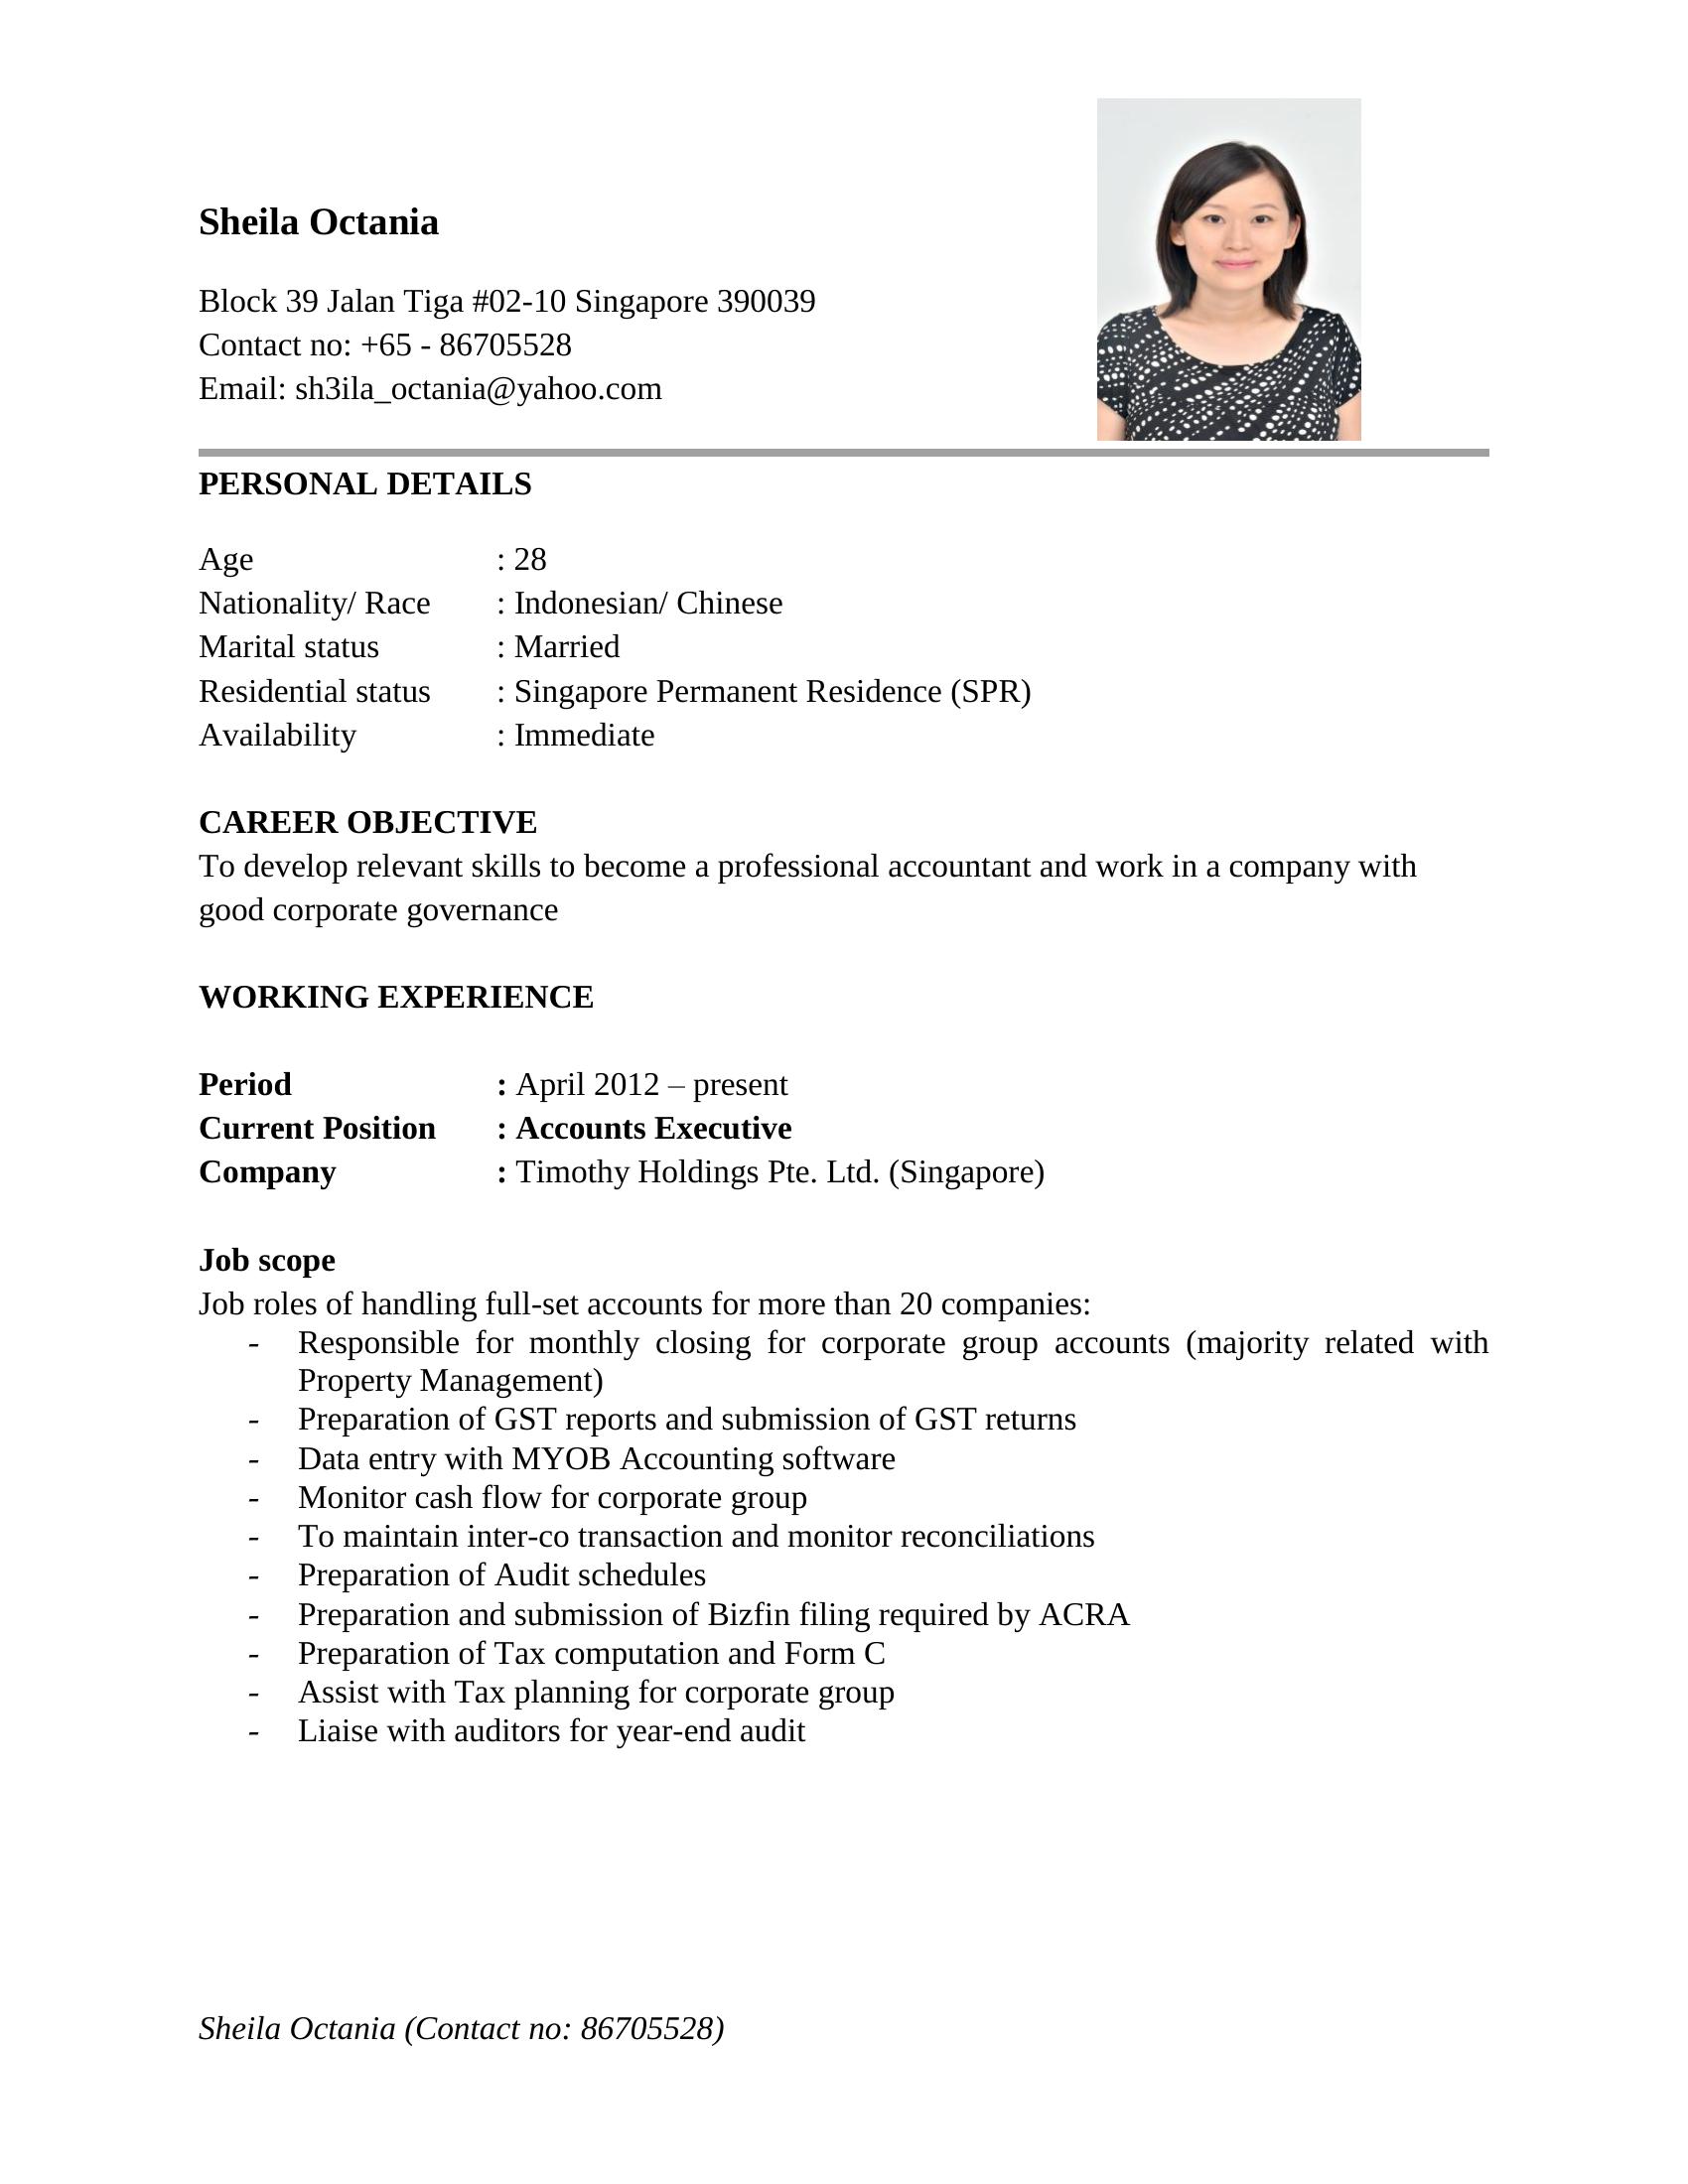 Sheila Octania
Block 39 Jalan Tiga #02-10 Singapore 390039
Contact no: +65 - 86705528
Email: sh3ila_octania@yahoo.com
PERSONAL DETAILS
Age : 28
Nationality/ Race : Indonesian/ Chinese
Marital status : Married
Residential status : Singapore Permanent Residence (SPR)
Availability : Immediate
CAREER OBJECTIVE
To develop relevant skills to become a professional accountant and work in a company with
good corporate governance
WORKING EXPERIENCE
Period : April 2012 – present
Current Position : Accounts Executive
Company : Timothy Holdings Pte. Ltd. (Singapore)
Job scope
Job roles of handling full-set accounts for more than 20 companies:
- Responsible for monthly closing for corporate group accounts (majority related with
Property Management)
- Preparation of GST reports and submission of GST returns
- Data entry with MYOB Accounting software
- Monitor cash flow for corporate group
- To maintain inter-co transaction and monitor reconciliations
- Preparation of Audit schedules
- Preparation and submission of Bizfin filing required by ACRA
- Preparation of Tax computation and Form C
- Assist with Tax planning for corporate group
- Liaise with auditors for year-end audit
Sheila Octania (Contact no: 86705528)